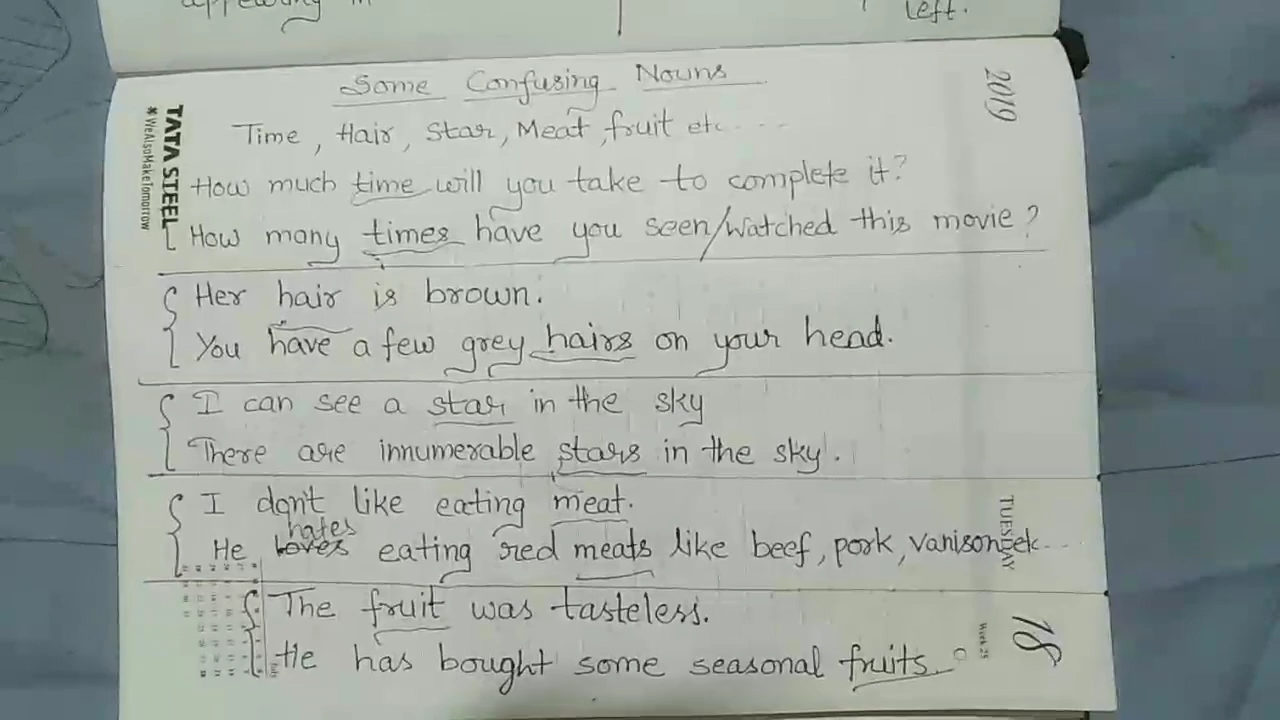 left.
Some Confusing Nouns
2019
Time, Hair, Star, Meat, fruit etc....
TATA STEEL
#WeAlsoMakeTomorrow
How much time will you take to complete it?
How many times have you seen/watched this movie?
Her hair is brown.
You have a few grey hairs on your head.
I can see a star in the sky
There are innumerable stars in the sky.
I don't like eating meat.
hates
He loves eating red meats like beef, pork, vanison etc...
TUESDAY
The fruit was tasteless.
18
Week 25
He has bought some seasonal fruits.